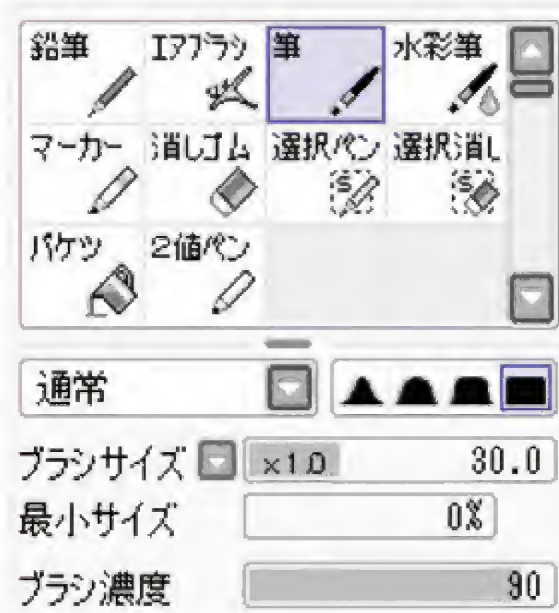 鉛筆 エアブラシ 筆 水彩筆
マーカー 消しゴム 選択ペン 選択消し
バケツ 2値ペン
通常
ブラシサイズ ×1.0 30.0
最小サイズ 0%
ブラシ濃度 90